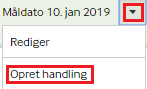 Måldato 10. jan 2019
Rediger
Opret handling